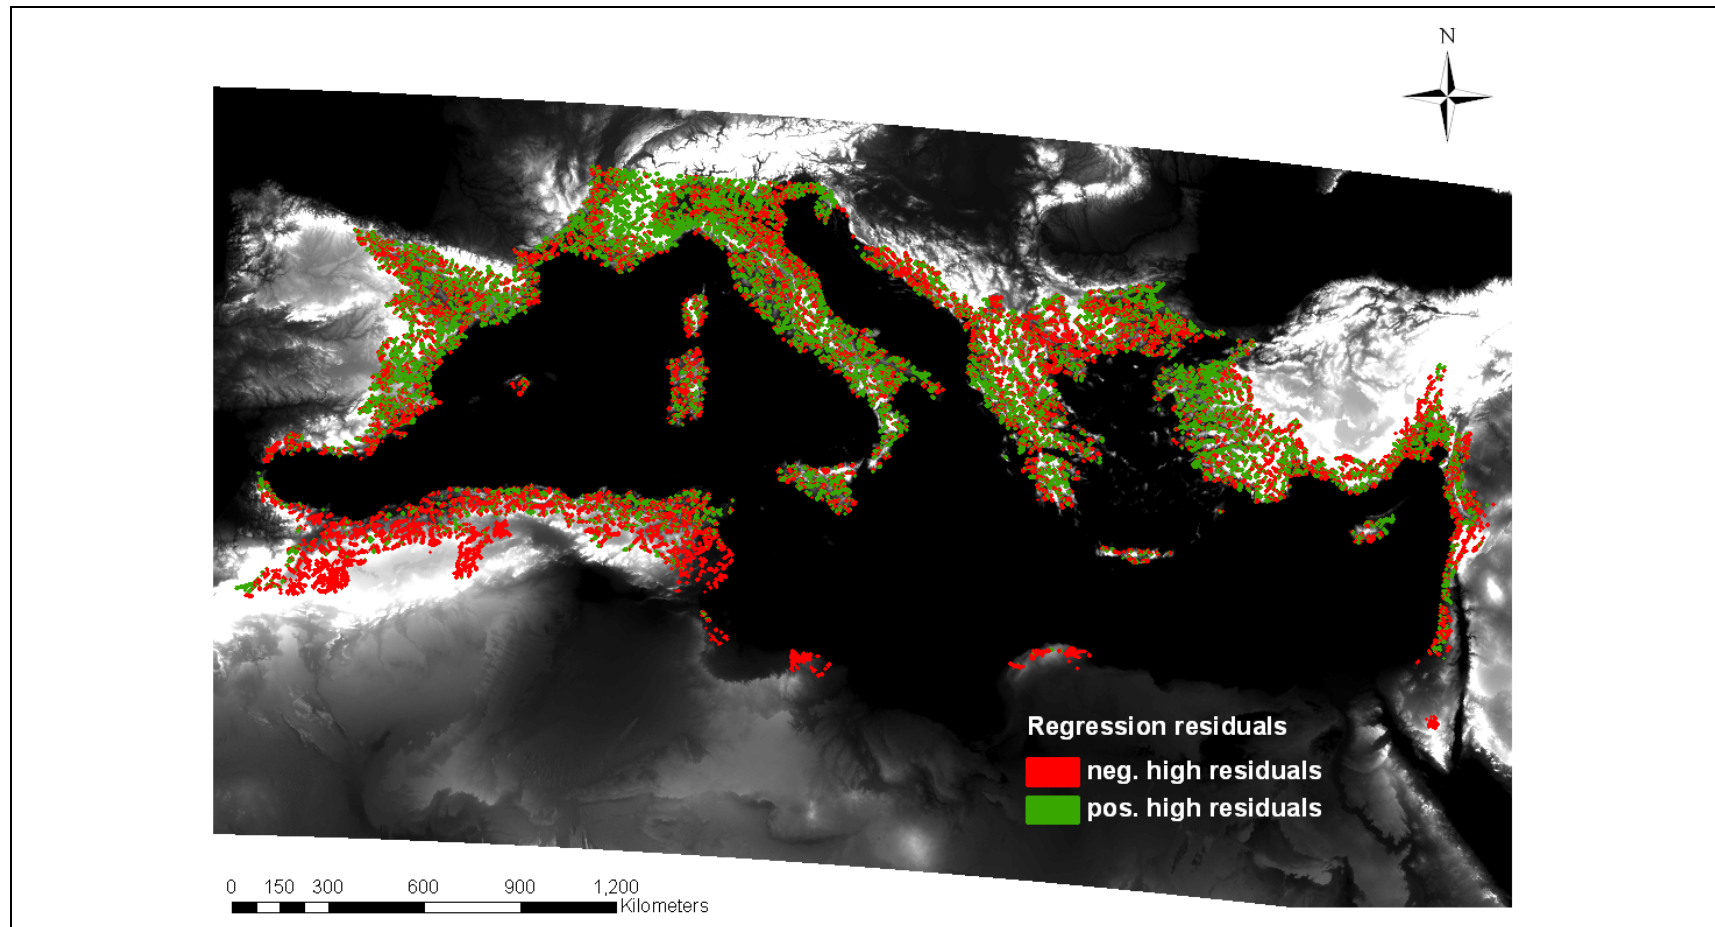 N
Regression residuals
neg. high residuals
pos. high residuals
0 150 300 600 900 1,200
Kilometers